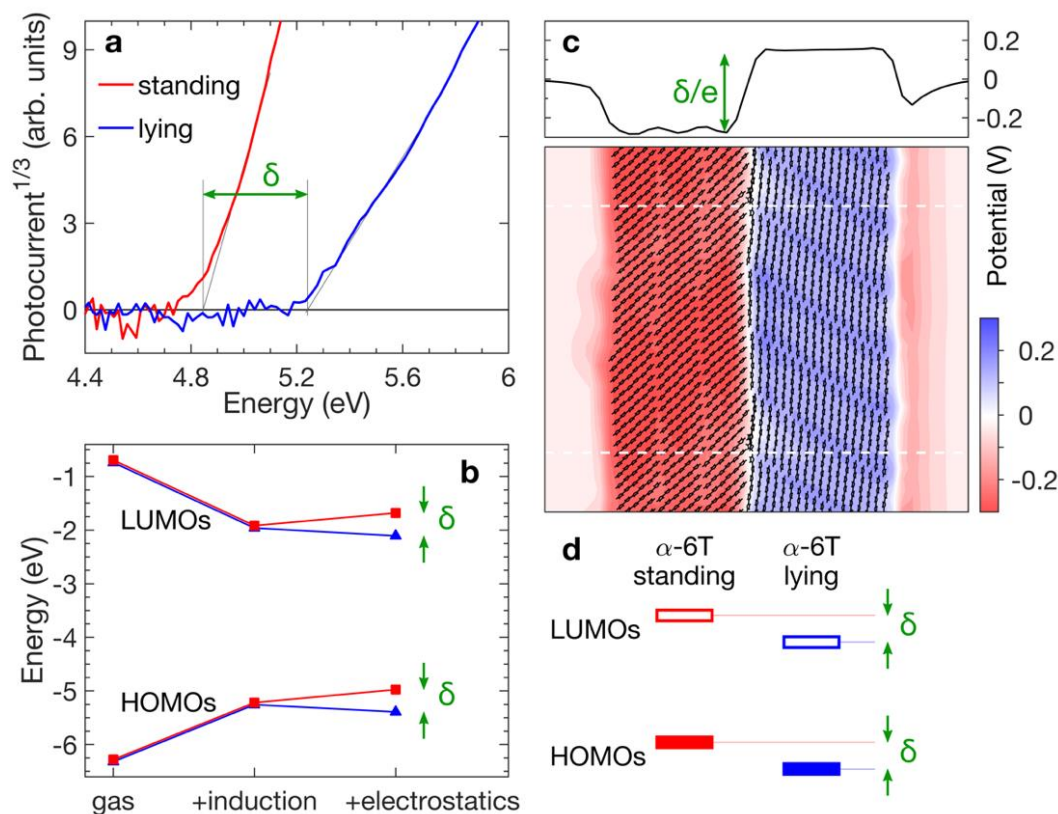 a
standing
lying
δ
Photocurrent1/3 (arb. units)
9
6
3
0
4.4 4.8 5.2 5.6 6
Energy (eV)
b
LUMOs
HOMOs
δ
δ
Energy (eV)
-1
-2
-3
-4
-5
-6
gas +induction +electrostatics
c
δ/e
0.2
0
-0.2
Potential (V)
0.2
0
-0.2
d
α-6T
standing
α-6T
lying
LUMOs
δ
HOMOs
δ